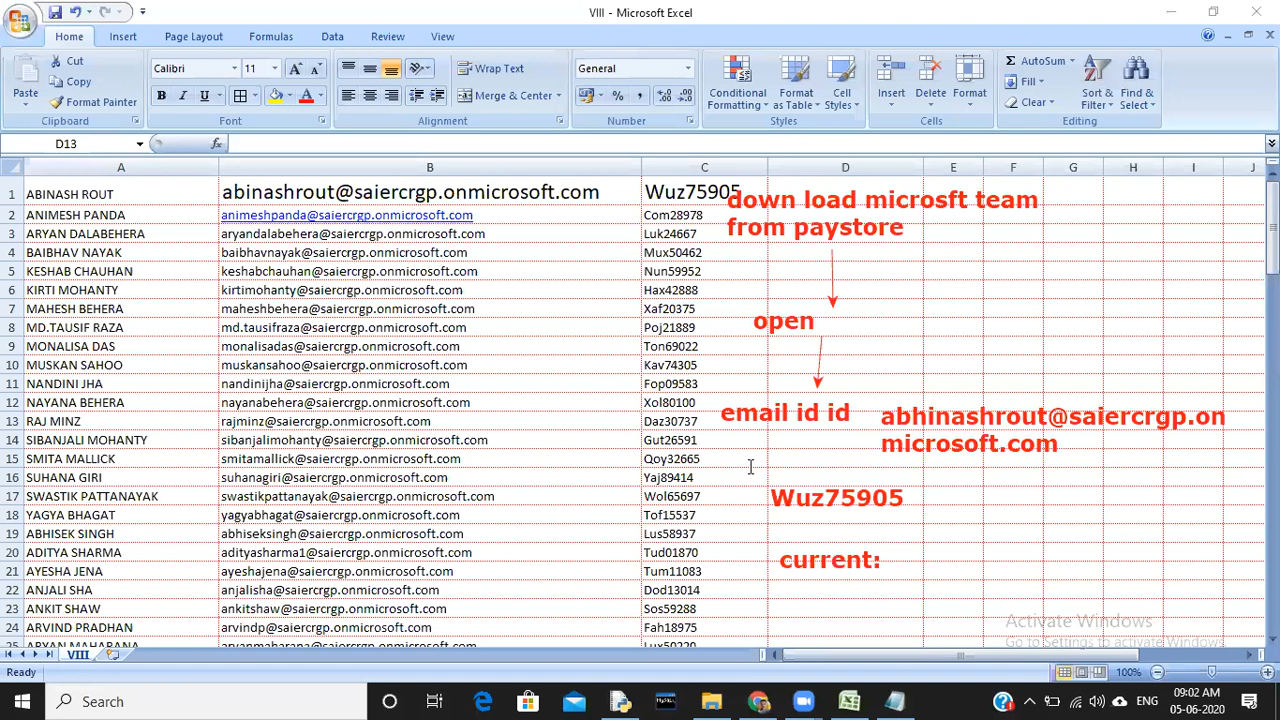 VIII - Microsoft Excel
Home Insert Page Layout Formulas Data Review View
Cut
Copy
Format Painter
Paste
Clipboard
Calibri 11
B I U
Font
Wrap Text
Merge & Center
Alignment
General
Number
Conditional Formatting
Format as Table
Cell Styles
Styles
Insert
Delete
Format
Cells
AutoSum
Fill
Clear
Sort & Filter
Find & Select
Editing
D13
A B C D E F G H I J
1 ABINASH ROUT abinashrout@saiercrgp.onmicrosoft.com Wuz75905
2 ANIMESH PANDA animeshpanda@saiercrgp.onmicrosoft.com Com28978
3 ARYAN DALABEHERA aryandalabehera@saiercrgp.onmicrosoft.com Luk24667
4 BAIBHAV NAYAK baibhavnayak@saiercrgp.onmicrosoft.com Mux50462
5 KESHAB CHAUHAN keshabchauhan@saiercrgp.onmicrosoft.com Nun59952
6 KIRTI MOHANTY kirtimohanty@saiercrgp.onmicrosoft.com Hax42888
7 MAHESH BEHERA maheshbehera@saiercrgp.onmicrosoft.com Xaf20375
8 MD.TAUSIF RAZA md.tausifraza@saiercrgp.onmicrosoft.com Poj21889
9 MONALISA DAS monalisadas@saiercrgp.onmicrosoft.com Ton69022
10 MUSKAN SAHOO muskansahoo@saiercrgp.onmicrosoft.com Kav74305
11 NANDINI JHA nandinijha@saiercrgp.onmicrosoft.com Fop09583
12 NAYANA BEHERA nayanabehera@saiercrgp.onmicrosoft.com Xol80100
13 RAJ MINZ rajminz@saiercrgp.onmicrosoft.com Daz30737
14 SIBANJALI MOHANTY sibanjalimohanty@saiercrgp.onmicrosoft.com Gut26591
15 SMITA MALLICK smitamallick@saiercrgp.onmicrosoft.com Qoy32665
16 SUHANA GIRI suhanagiri@saiercrgp.onmicrosoft.com Yaj89414
17 SWASTIK PATTANAYAK swastikpattanayak@saiercrgp.onmicrosoft.com Wol65697
18 YAGYA BHAGAT yagyabhagat@saiercrgp.onmicrosoft.com Tof15537
19 ABHISEK SINGH abhiseksingh@saiercrgp.onmicrosoft.com Lus58937
20 ADITYA SHARMA adityasharma1@saiercrgp.onmicrosoft.com Tud01870
21 AYESHA JENA ayeshajena@saiercrgp.onmicrosoft.com Tum11083
22 ANJALI SHA anjalisha@saiercrgp.onmicrosoft.com Dod13014
23 ANKIT SHAW ankitshaw@saiercrgp.onmicrosoft.com Sos59288
24 ARVIND PRADHAN arvindp@saiercrgp.onmicrosoft.com Fah18975
down load microsft team
from paystore
open
email id id
abhinashrout@saiercrgp.on
microsoft.com
Wuz75905
current:
Activate Windows
Go to Settings to activate Windows
VIII
Ready
100%
Search
ENG
09:02 AM
05-06-2020